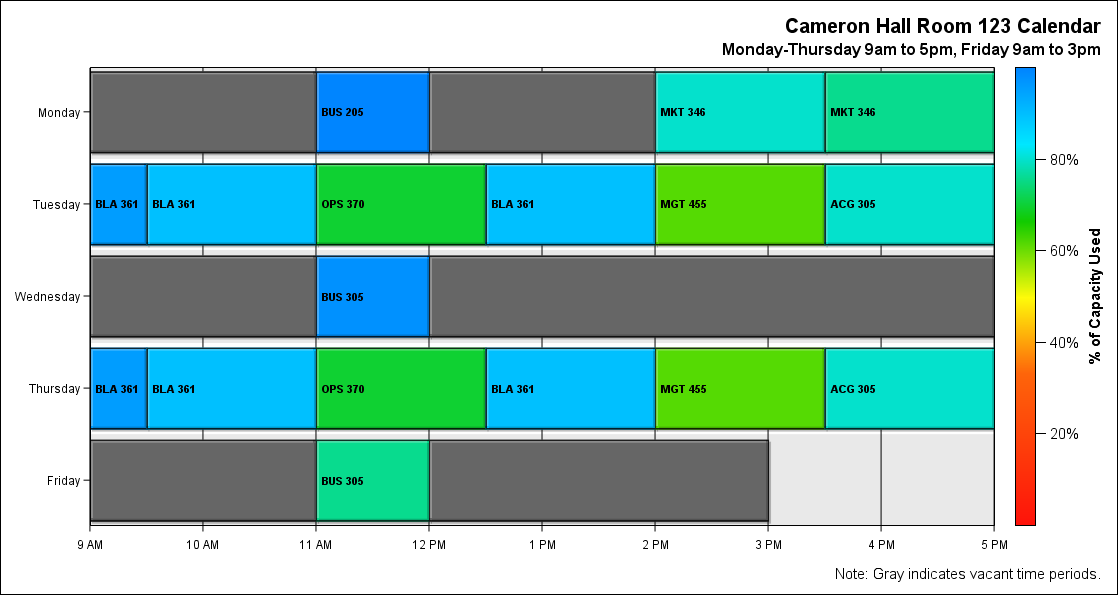 Cameron Hall Room 123 Calendar
Monday-Thursday 9am to 5pm, Friday 9am to 3pm
Monday
BUS 205
MKT 346
MKT 346
Tuesday
BLA 361
BLA 361
OPS 370
BLA 361
MGT 455
ACG 305
Wednesday
BUS 305
Thursday
BLA 361
BLA 361
OPS 370
BLA 361
MGT 455
ACG 305
Friday
BUS 305
9 AM
10 AM
11 AM
12 PM
1 PM
2 PM
3 PM
4 PM
5 PM
80%
60%
40%
20%
% of Capacity Used
Note: Gray indicates vacant time periods.